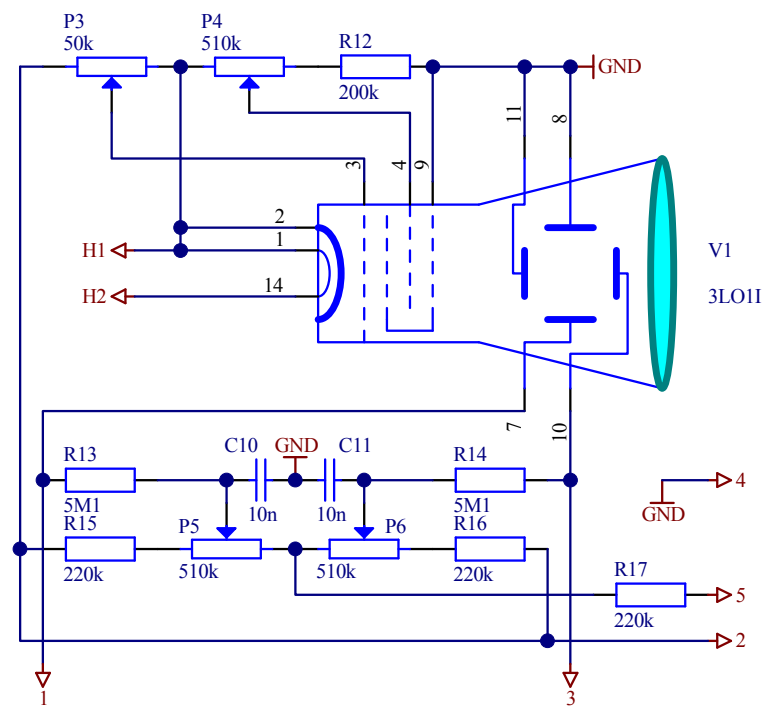 P3
50k
P4
510k
R12
200k
GND
11
8
3
4
9
2
1
14
H1
H2
V1
3LO1I
7
10
R13
5M1
C10
10n
GND
C11
10n
R14
5M1
R15
220k
P5
510k
P6
510k
R16
220k
GND
4
R17
220k
5
2
1
3